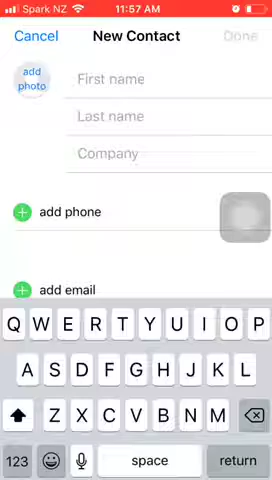 Spark NZ 11:57 AM
Cancel New Contact Done
add photo
First name
Last name
Company
add phone
add email
Q W E R T Y U I O P
A S D F G H J K L
Z X C V B N M
123 space return